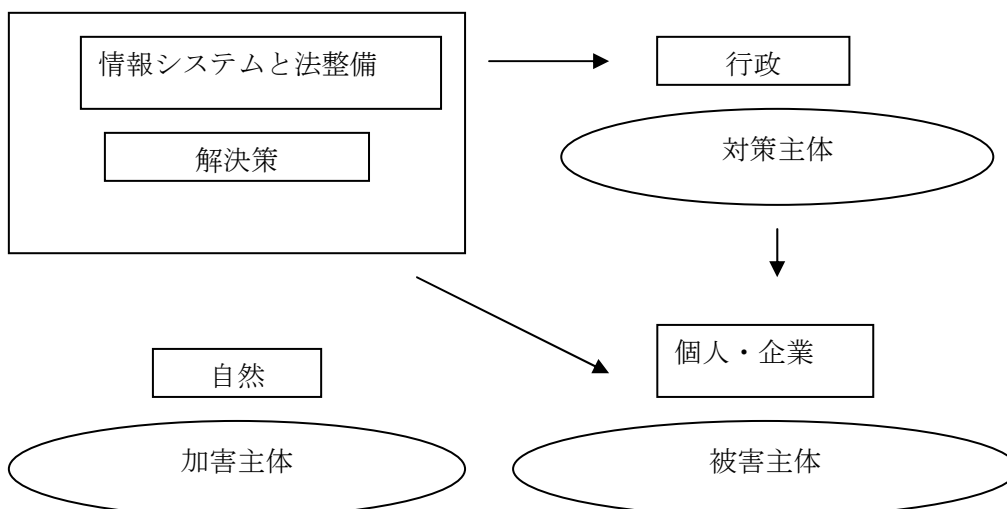 情報システムと法整備
行政
解決策
対策主体
個人・企業
自然
加害主体
被害主体